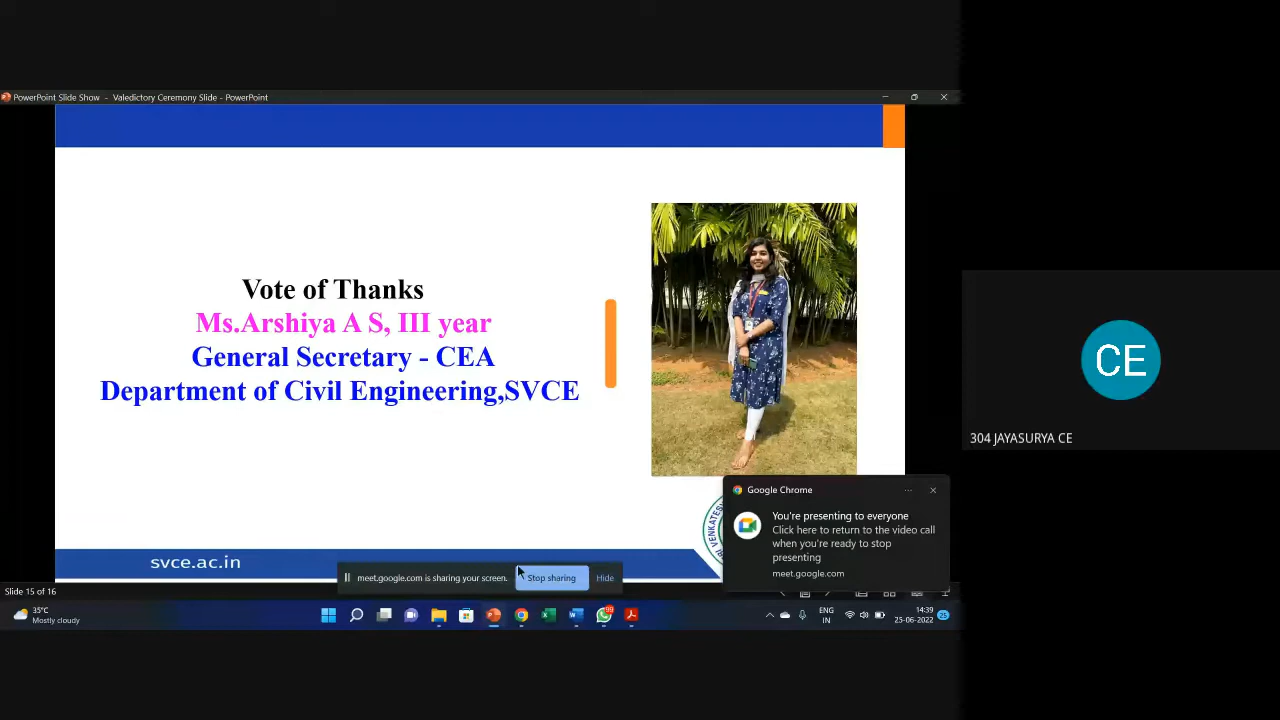 PowerPoint Slide Show - Valedictory Ceremony Slide - PowerPoint
Vote of Thanks
Ms.Arshiya A S, III year
General Secretary - CEA
Department of Civil Engineering,SVCE
304 JAYASURYA CE
CE
Google Chrome
You're presenting to everyone
Click here to return to the video call
when you're ready to stop
presenting
meet.google.com
svce.ac.in
meet.google.com is sharing your screen.
Stop sharing
Hide
Slide 15 of 16
35°C
Mostly cloudy
99
ENG
IN
14:39
25-06-2022
25